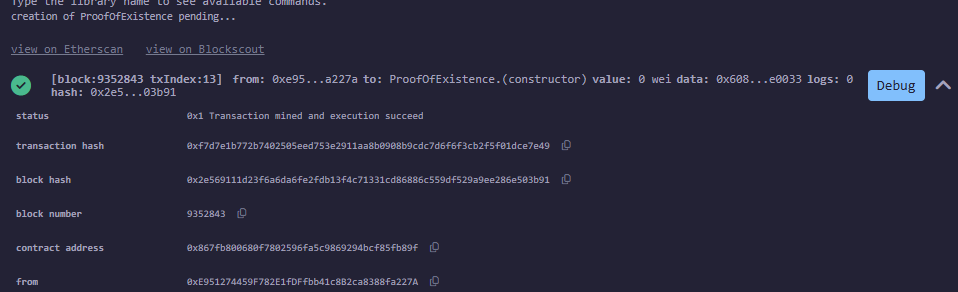 Type the library name to see available commands.
creation of ProofOfExistence pending...
view on Etherscan view on Blockscout
[block:9352843 txIndex:13] from: 0xe95...a227a to: ProofOfExistence.(constructor) value: 0 wei data: 0x608...e0033 logs: 0
hash: 0x2e5...03b91
Debug
status 0x1 Transaction mined and execution succeed
transaction hash 0xf7d7e1b772b7402505eed753e2911aa8b0908b9cdc7d6f6f3cb2f5f01dce7e49
block hash 0x2e569111d23f6a6da6fe2fdb13f4c71331cd86886c559df529a9ee286e503b91
block number 9352843
contract address 0x867fb800680f7802596fa5c9869294bcf85fb89f
from 0xE951274459F782E1fDFfbb41c882ca8388fa227A